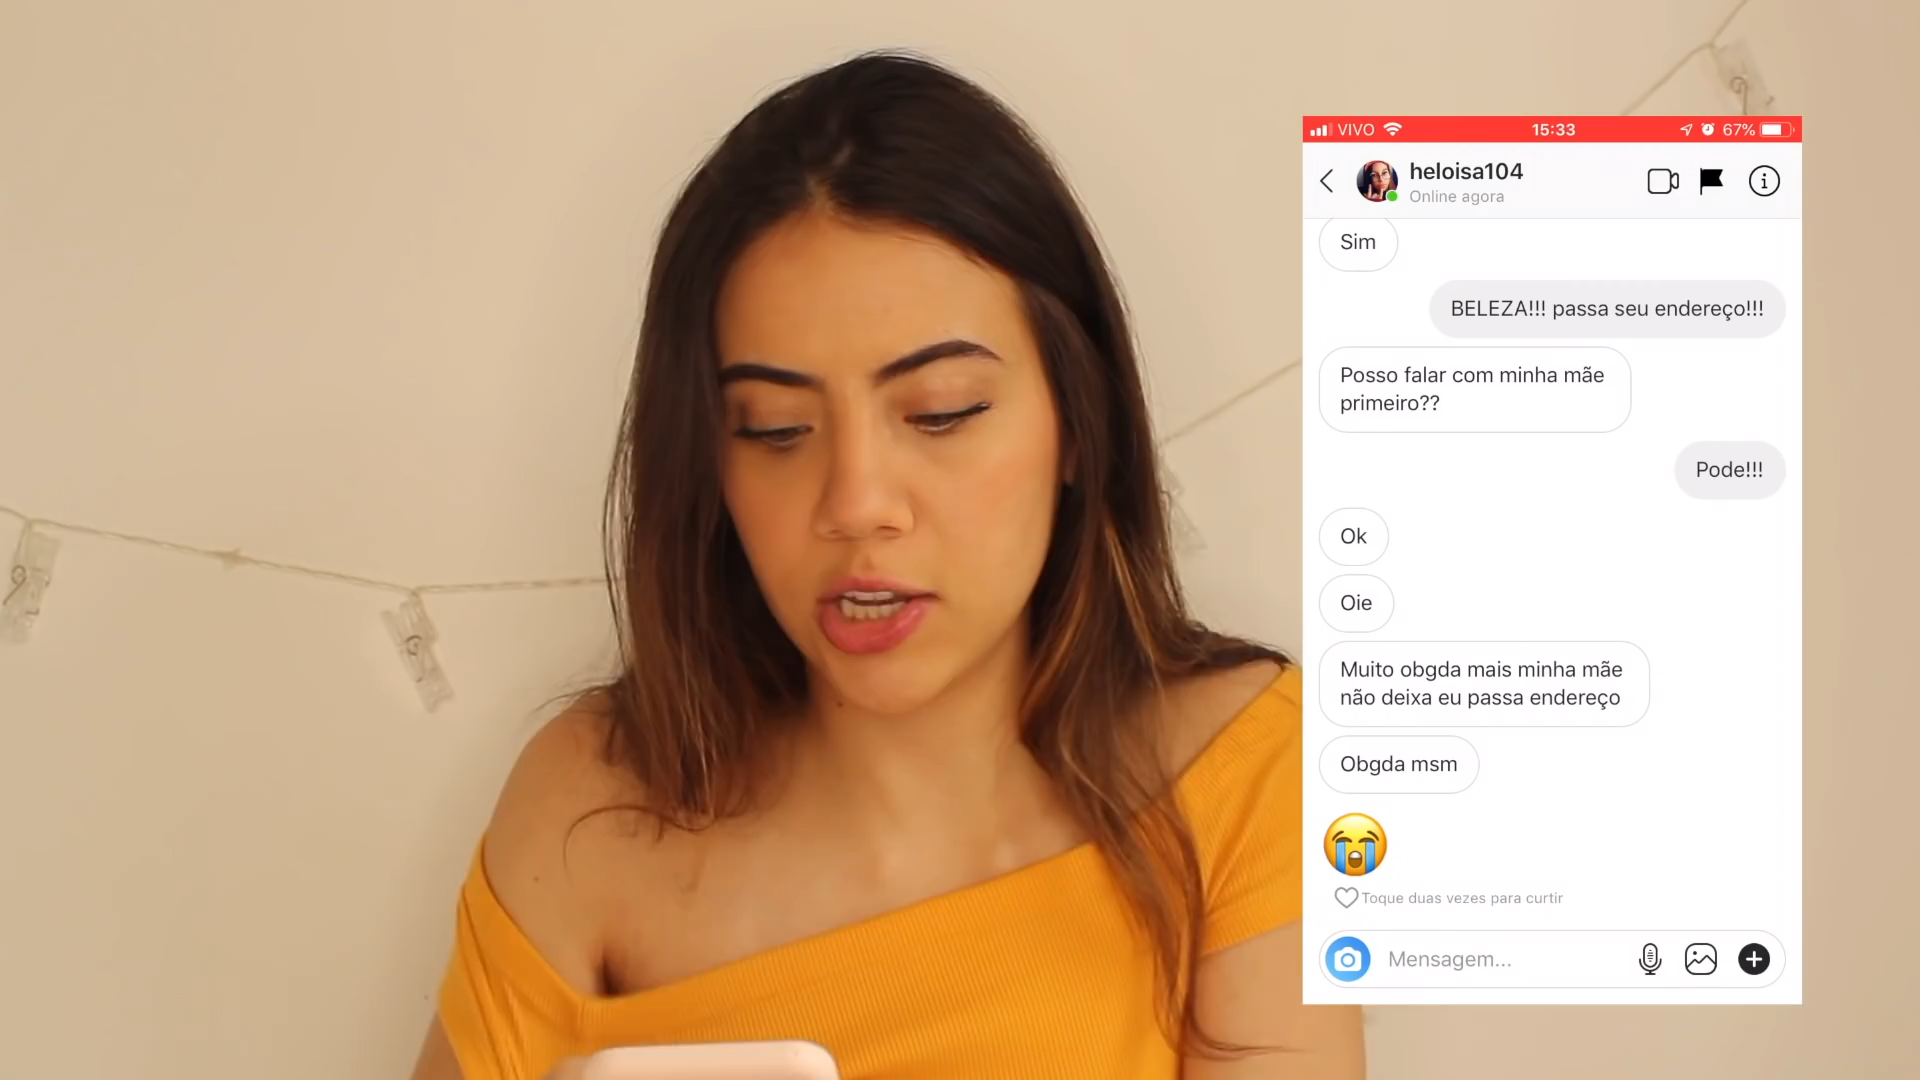 VIVO 15:33 67%
heloisa104
Online agora
Sim
BELEZA!!! passa seu endereço!!!
Posso falar com minha mãe
primeiro??
Pode!!!
Ok
Oie
Muito obgda mais minha mãe
não deixa eu passa endereço
Obgda msm
Toque duas vezes para curtir
Mensagem...